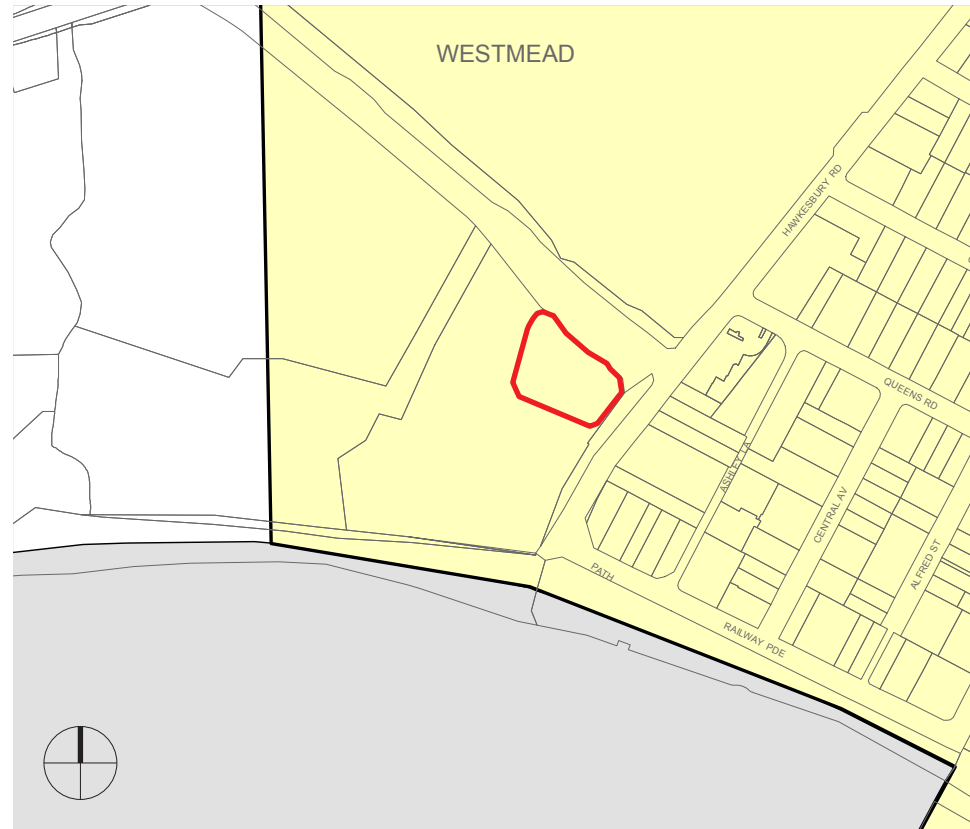 WESTMEAD
HAWKESBURY RD
QUEENS RD
ASHLEY LA
CENTRAL AV
ALFRED ST
PATH
RAILWAY PDE